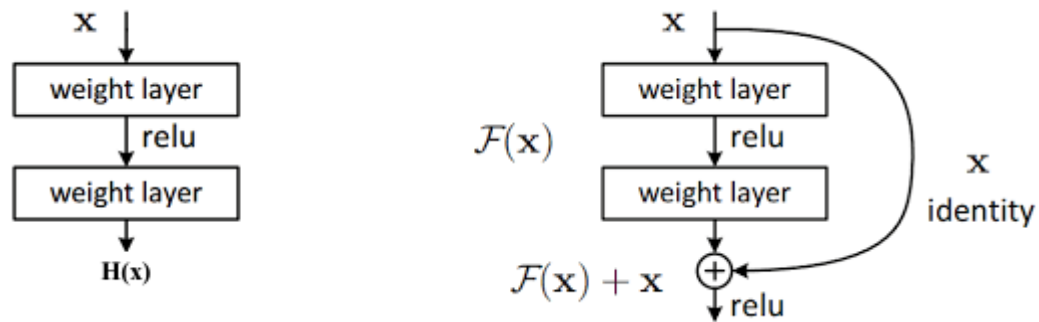 x
weight layer
relu
weight layer
H(x)
x
weight layer
F(x)
relu
weight layer
x
identity
F(x) + x
relu